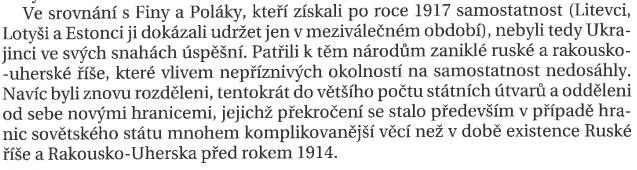 Ve srovnání s Finy a Poláky, kteří získali po roce 1917 samostatnost (Litevci,
Lotyši a Estonci ji dokázali udržet jen v meziválečném období), nebyli tedy Ukra-
jinci ve svých snahách úspěšní. Patřili k těm národům zaniklé ruské a rakousko-
-uherské říše, které vlivem nepříznivých okolností na samostatnost nedosáhly.
Navíc byli znovu rozděleni, tentokrát do většího počtu státních útvarů a odděleni
od sebe novými hranicemi, jejichž překročení se stalo především v případě hra-
nic sovětského státu mnohem komplikovanější věcí než v době existence Ruské
říše a Rakousko-Uherska před rokem 1914.